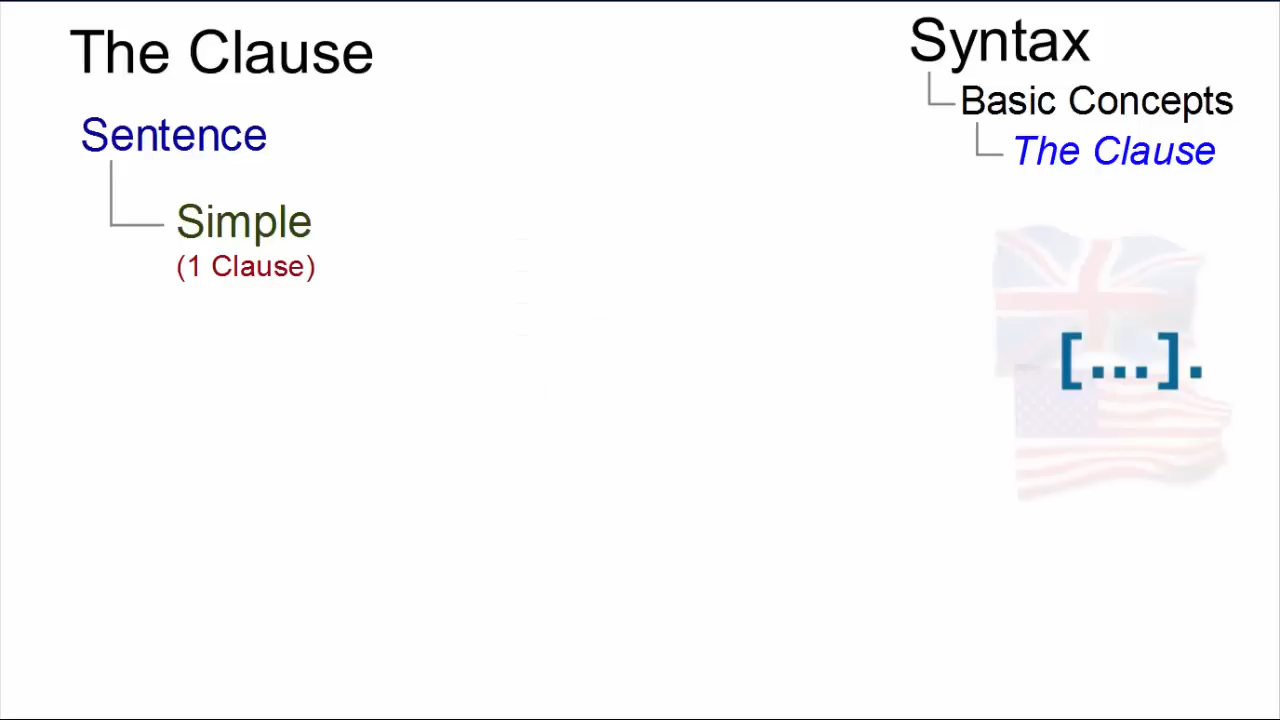 The Clause
Sentence
Simple
(1 Clause)
Syntax
Basic Concepts
The Clause
[...].